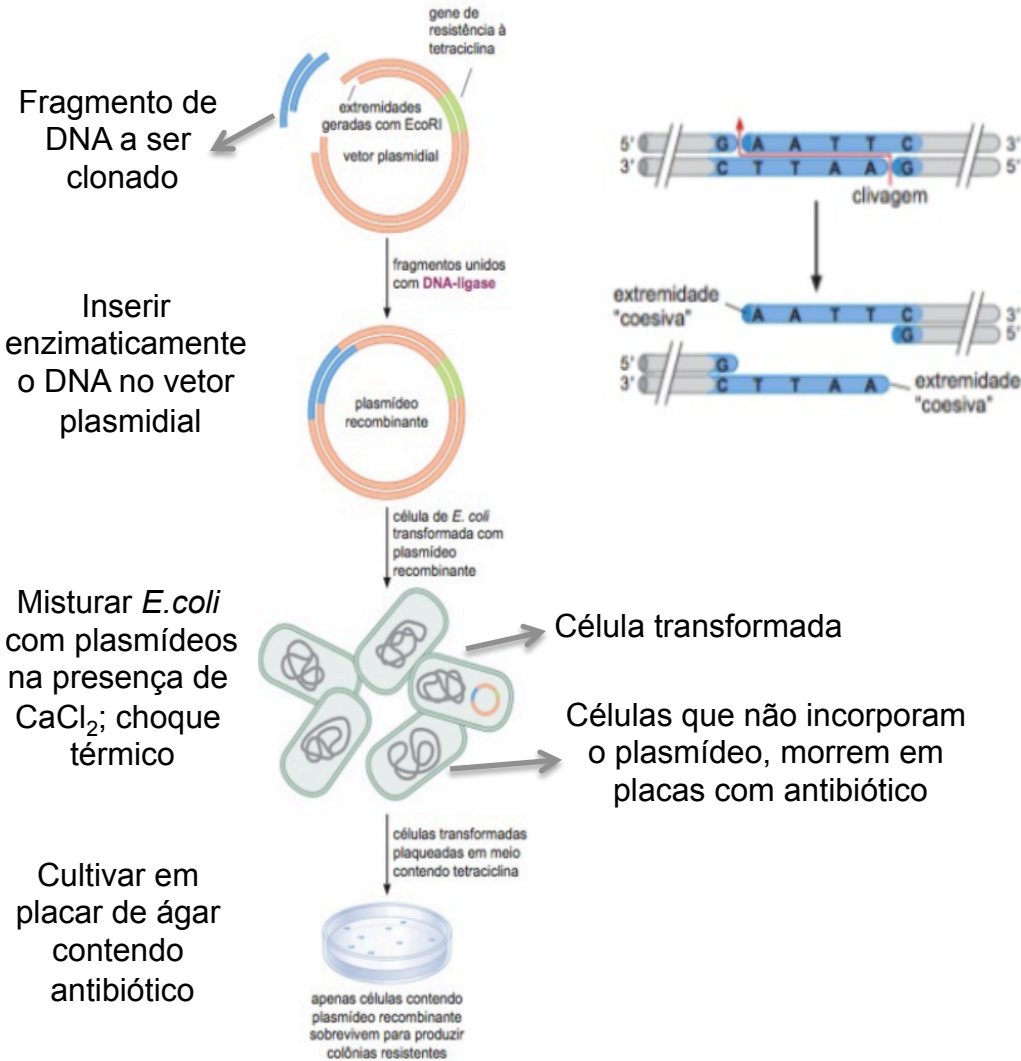 gene de
resistência à
tetraciclina
Fragmento de
DNA a ser
clonado
extremidades
geradas com EcoRI
vetor plasmidial
fragmentos unidos
com DNA-ligase
Inserir
enzimaticamente
o DNA no vetor
plasmidial
plasmídeo
recombinante
célula de E. coli
transformada com
plasmídeo
recombinante
Misturar E.coli
com plasmídeos
na presença de
CaCl₂; choque
térmico
Célula transformada
Células que não incorporam
o plasmídeo, morrem em
placas com antibiótico
células transformadas
plaqueadas em meio
contendo tetraciclina
Cultivar em
placar de ágar
contendo
antibiótico
apenas células contendo
plasmídeo recombinante
sobrevivem para produzir
colônias resistentes
5' G A A T T C 3'
3' C T T A A G 5'
clivagem
extremidade
"coesiva"
A A T T C 3'
G 5'
5' G
3' C T T A A
extremidade
"coesiva"